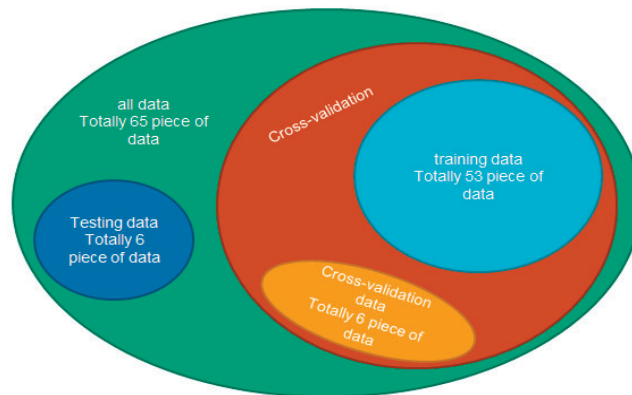 all data
Totally 65 piece of
data
Cross-validation
training data
Totally 53 piece of
data
Testing data
Totally 6
piece of data
Cross-validation
data
Totally 6 piece of
data